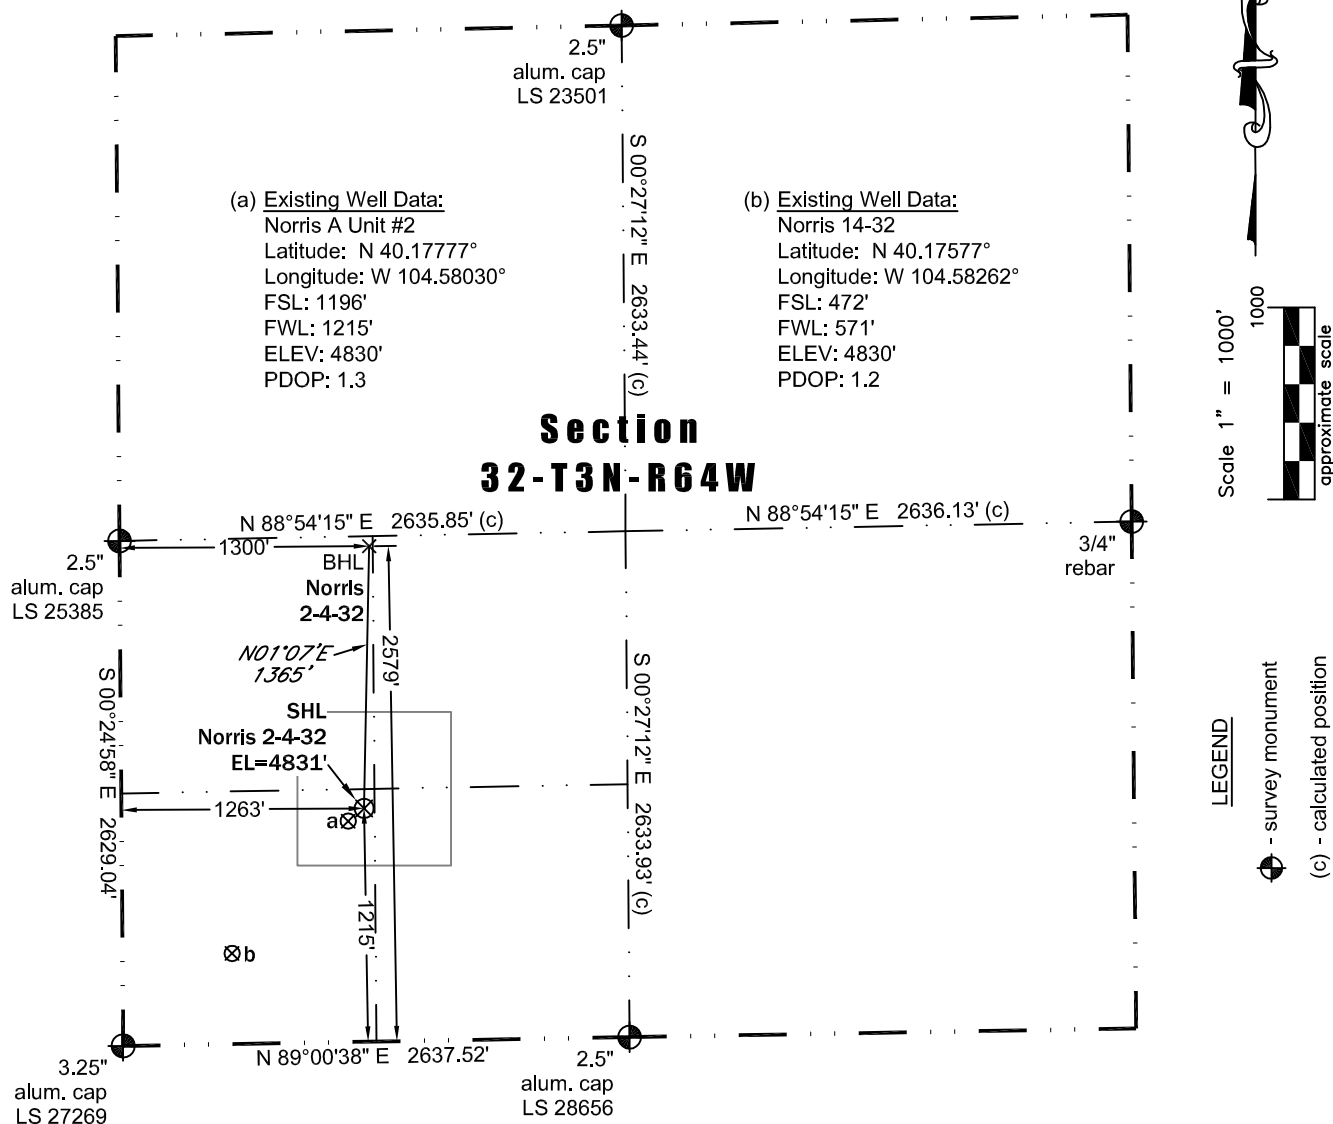 2.5"
alum. cap
LS 23501
S 00°27'12" E 2633.44' (c)
(a) Existing Well Data:
Norris A Unit #2
Latitude: N 40.17777°
Longitude: W 104.58030°
FSL: 1196'
FWL: 1215'
ELEV: 4830'
PDOP: 1.3
(b) Existing Well Data:
Norris 14-32
Latitude: N 40.17577°
Longitude: W 104.58262°
FSL: 472'
FWL: 571'
ELEV: 4830'
PDOP: 1.2
Section
32-T3N-R64W
N 88°54'15" E 2635.85' (c)
N 88°54'15" E 2636.13' (c)
2.5"
alum. cap
LS 25385
1300'
BHL
Norris
2-4-32
3/4"
rebar
N01°07'E
1365'
2579'
S 00°24'58" E 2629.04'
S 00°27'12" E 2633.93' (c)
SHL
Norris 2-4-32
EL=4831'
1263'
a
1215'
b
N 89°00'38" E 2637.52'
3.25"
alum. cap
LS 27269
2.5"
alum. cap
LS 28656
Scale 1" = 1000'
1000
approximate scale
LEGEND
- survey monument
(c) - calculated position